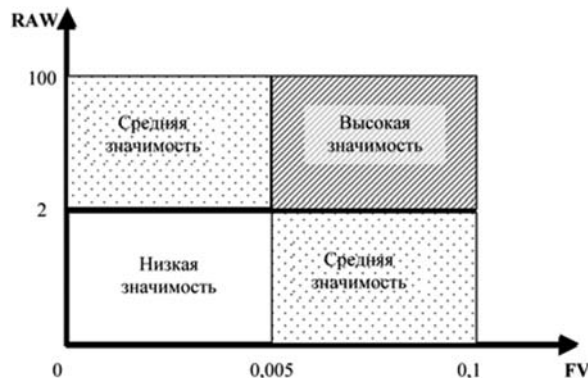 RAW
100
Средняя
значимость
Высокая
значимость
2
Низкая
значимость
Средняя
значимость
0
0,005
0,1
FV